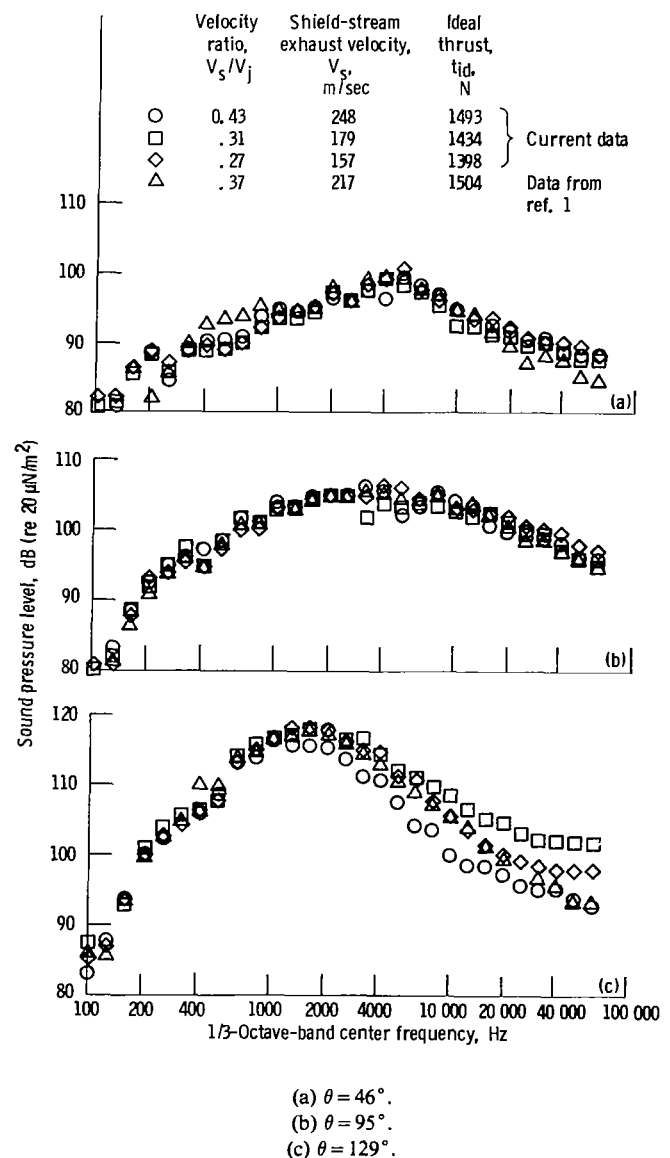 Velocity ratio, Vs/Vj
Shield-stream exhaust velocity, Vs, m/sec
Ideal thrust, tid, N
0.43 248 1493
.31 179 1434
.27 157 1398
Current data
.37 217 1504
Data from ref. 1
110
100
90
80
(a)
110
100
90
80
(b)
120
110
100
90
80
(c)
Sound pressure level, dB (re 20 µN/m²)
100 200 400 1000 2000 4000 10 000 20 000 40 000 100 000
1/3-Octave-band center frequency, Hz
(a) θ = 46°.
(b) θ = 95°.
(c) θ = 129°.